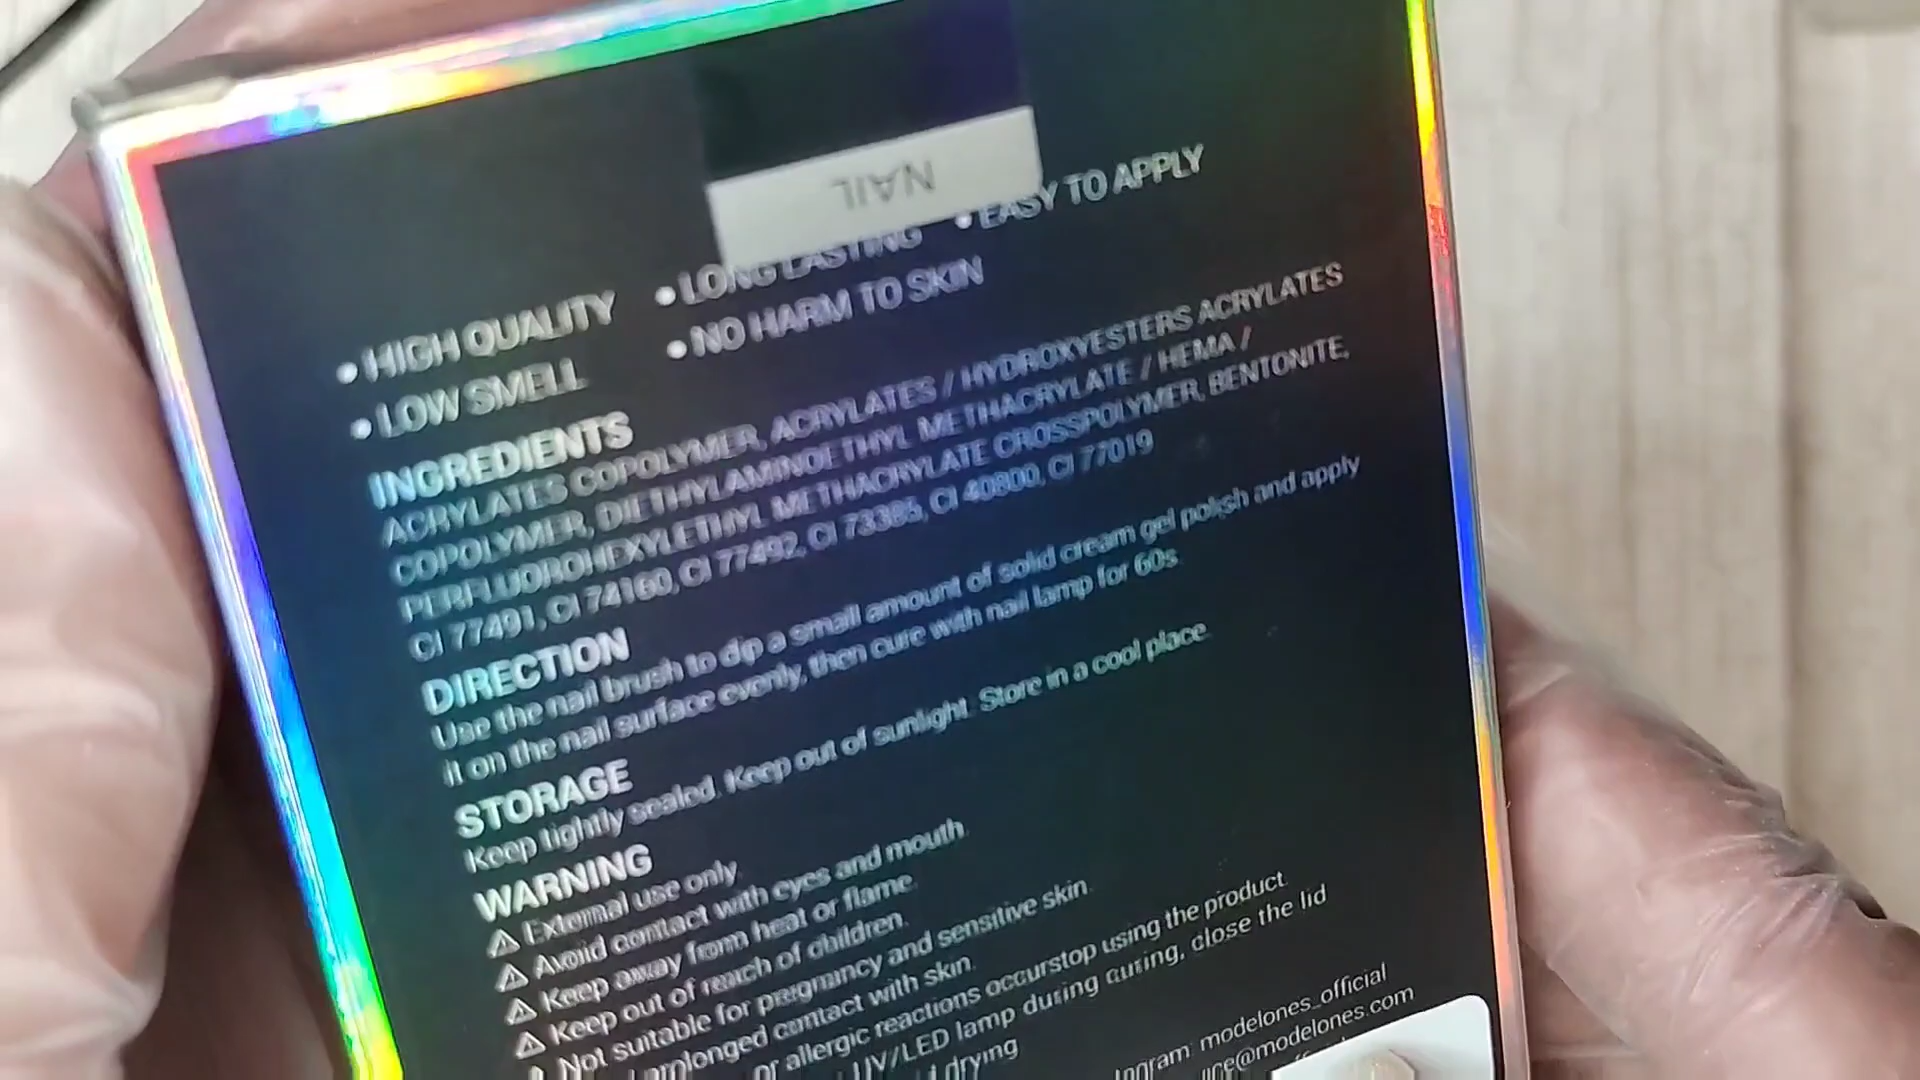 NAIL
• HIGH QUALITY • LONG LASTING • EASY TO APPLY
• LOW SMELL • NO HARM TO SKIN
INGREDIENTS
ACRYLATES COPOLYMER, ACRYLATES / HYDROXYESTERS ACRYLATES
COPOLYMER, DIETHYLAMINOETHYL METHACRYLATE / HEMA /
PERFLUOROHEXYLETHYL METHACRYLATE CROSSPOLYMER, BENTONITE,
CI 77491, CI 74160, CI 77492, CI 73385, CI 40800, CI 77019
DIRECTION
Use the nail brush to dip a small amount of solid cream gel polish and apply
it on the nail surface evenly, then cure with nail lamp for 60s
STORAGE
Keep tightly sealed. Keep out of sunlight. Store in a cool place.
WARNING
⚠ External use only.
⚠ Avoid contact with eyes and mouth.
⚠ Keep away from heat or flame.
⚠ Keep out of reach of children.
Not suitable for pregnancy and sensitive skin.
prolonged contact with skin.
or allergic reactions occurstop using the product.
UV/LED lamp during curing, close the lid
drying
modelones_official
@modelones.com